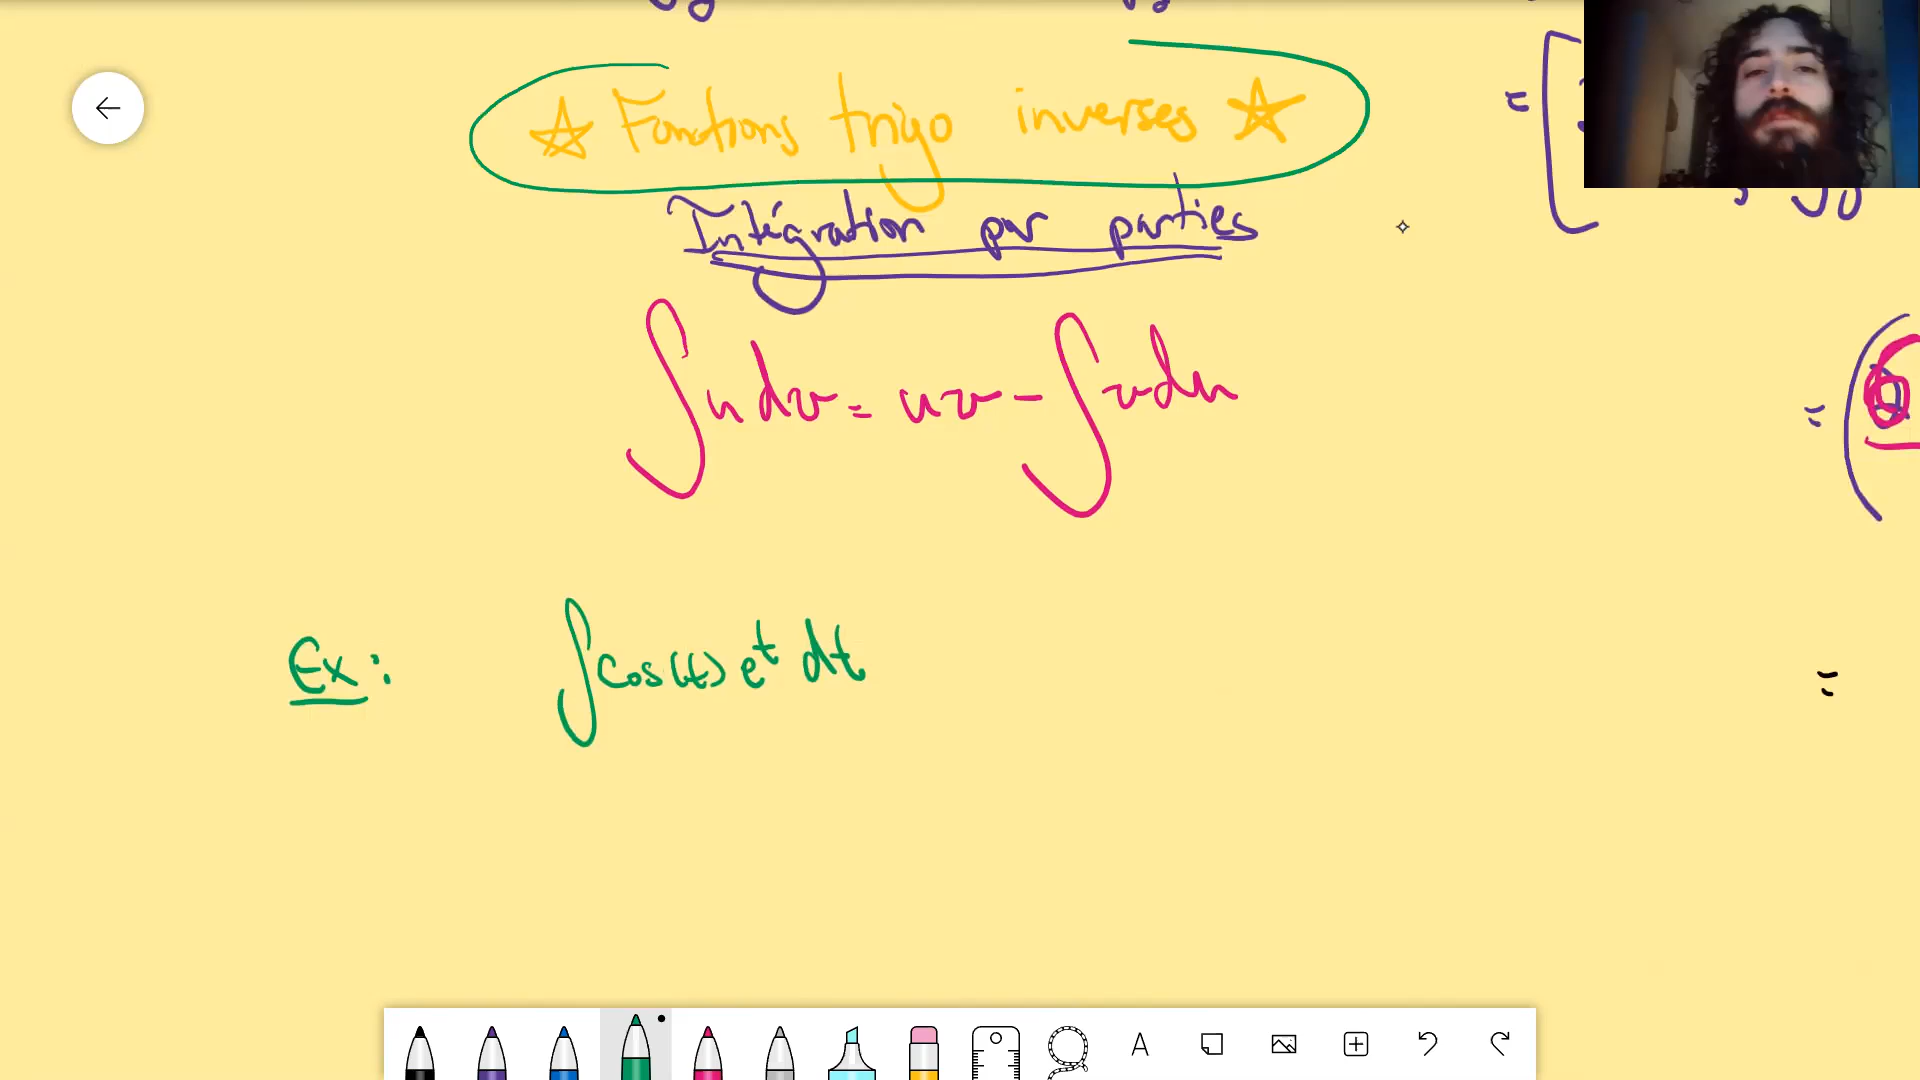 ☆ Fonctions trigo inverses ☆
Intégration par parties
∫u dv = uv - ∫v du
Ex: ∫cos(t) e^t dt
=
=
=
A